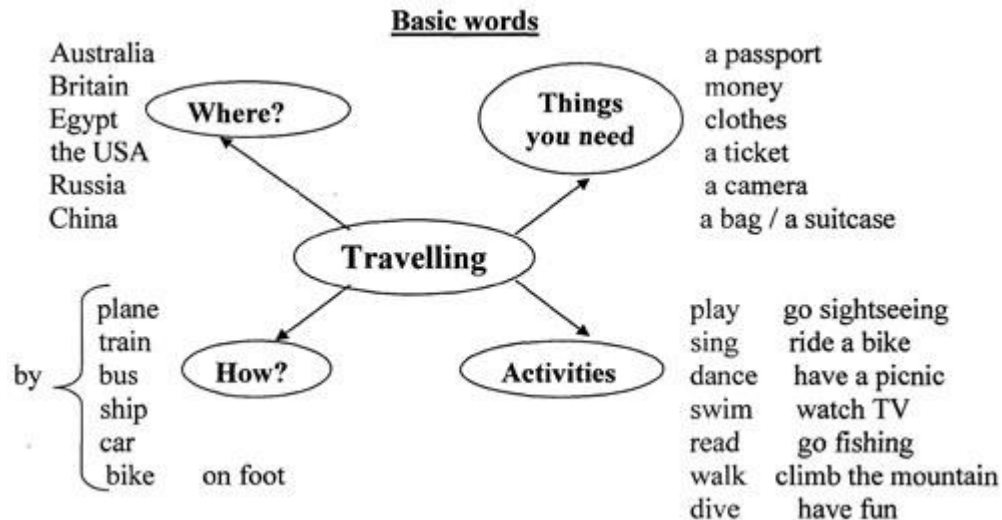 Basic words
Australia
Britain
Egypt
the USA
Russia
China
Where?
Things
you need
a passport
money
clothes
a ticket
a camera
a bag / a suitcase
Travelling
by
plane
train
bus
ship
car
bike on foot
How?
Activities
play go sightseeing
sing ride a bike
dance have a picnic
swim watch TV
read go fishing
walk climb the mountain
dive have fun